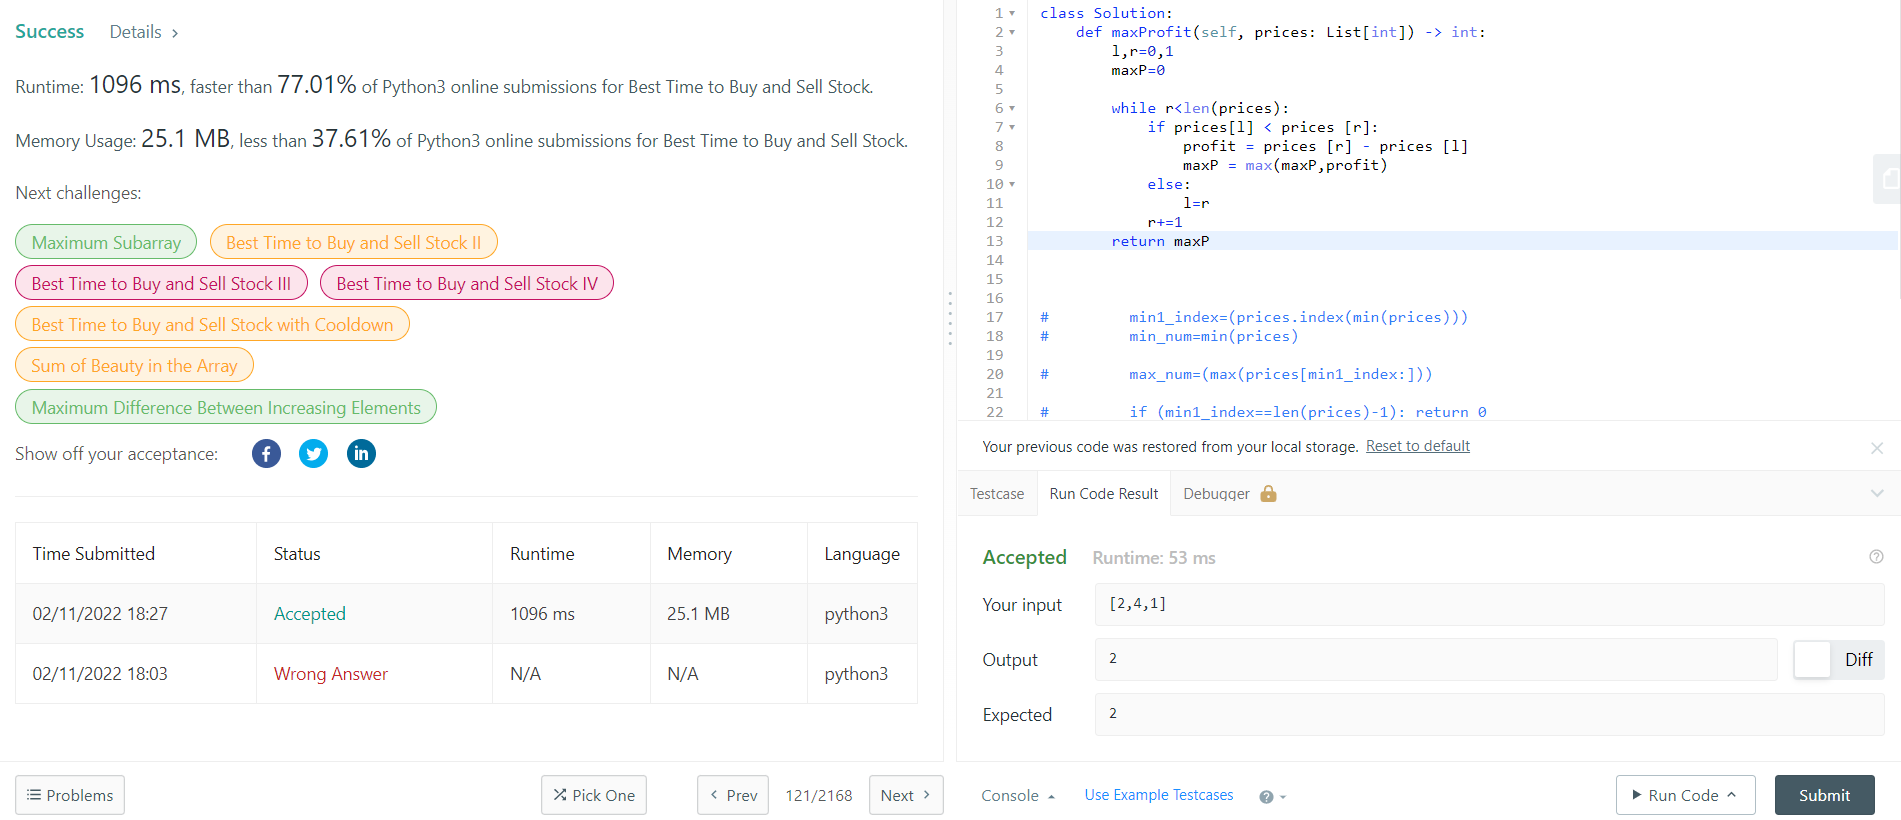 Success Details >
Runtime: 1096 ms, faster than 77.01% of Python3 online submissions for Best Time to Buy and Sell Stock.
Memory Usage: 25.1 MB, less than 37.61% of Python3 online submissions for Best Time to Buy and Sell Stock.
Next challenges:
Maximum Subarray Best Time to Buy and Sell Stock II
Best Time to Buy and Sell Stock III Best Time to Buy and Sell Stock IV
Best Time to Buy and Sell Stock with Cooldown
Sum of Beauty in the Array
Maximum Difference Between Increasing Elements
Show off your acceptance: f in
Time Submitted Status Runtime Memory Language
02/11/2022 18:27 Accepted 1096 ms 25.1 MB python3
02/11/2022 18:03 Wrong Answer N/A N/A python3
Problems Pick One < Prev 121/2168 Next >
1 class Solution:
2     def maxProfit(self, prices: List[int]) -> int:
3         l,r=0,1
4         maxP=0
5
6         while r<len(prices):
7             if prices[l] < prices [r]:
8                 profit = prices [r] - prices [l]
9                 maxP = max(maxP,profit)
10             else:
11                 l=r
12             r+=1
13         return maxP
14
15
16
17 #         min1_index=(prices.index(min(prices)))
18 #         min_num=min(prices)
19
20 #         max_num=(max(prices[min1_index:]))
21
22 #         if (min1_index==len(prices)-1): return 0
Your previous code was restored from your local storage. Reset to default
Testcase Run Code Result Debugger
Accepted Runtime: 53 ms ?
Your input [2,4,1]
Output 2 Diff
Expected 2
Console Use Example Testcases ? Run Code Submit